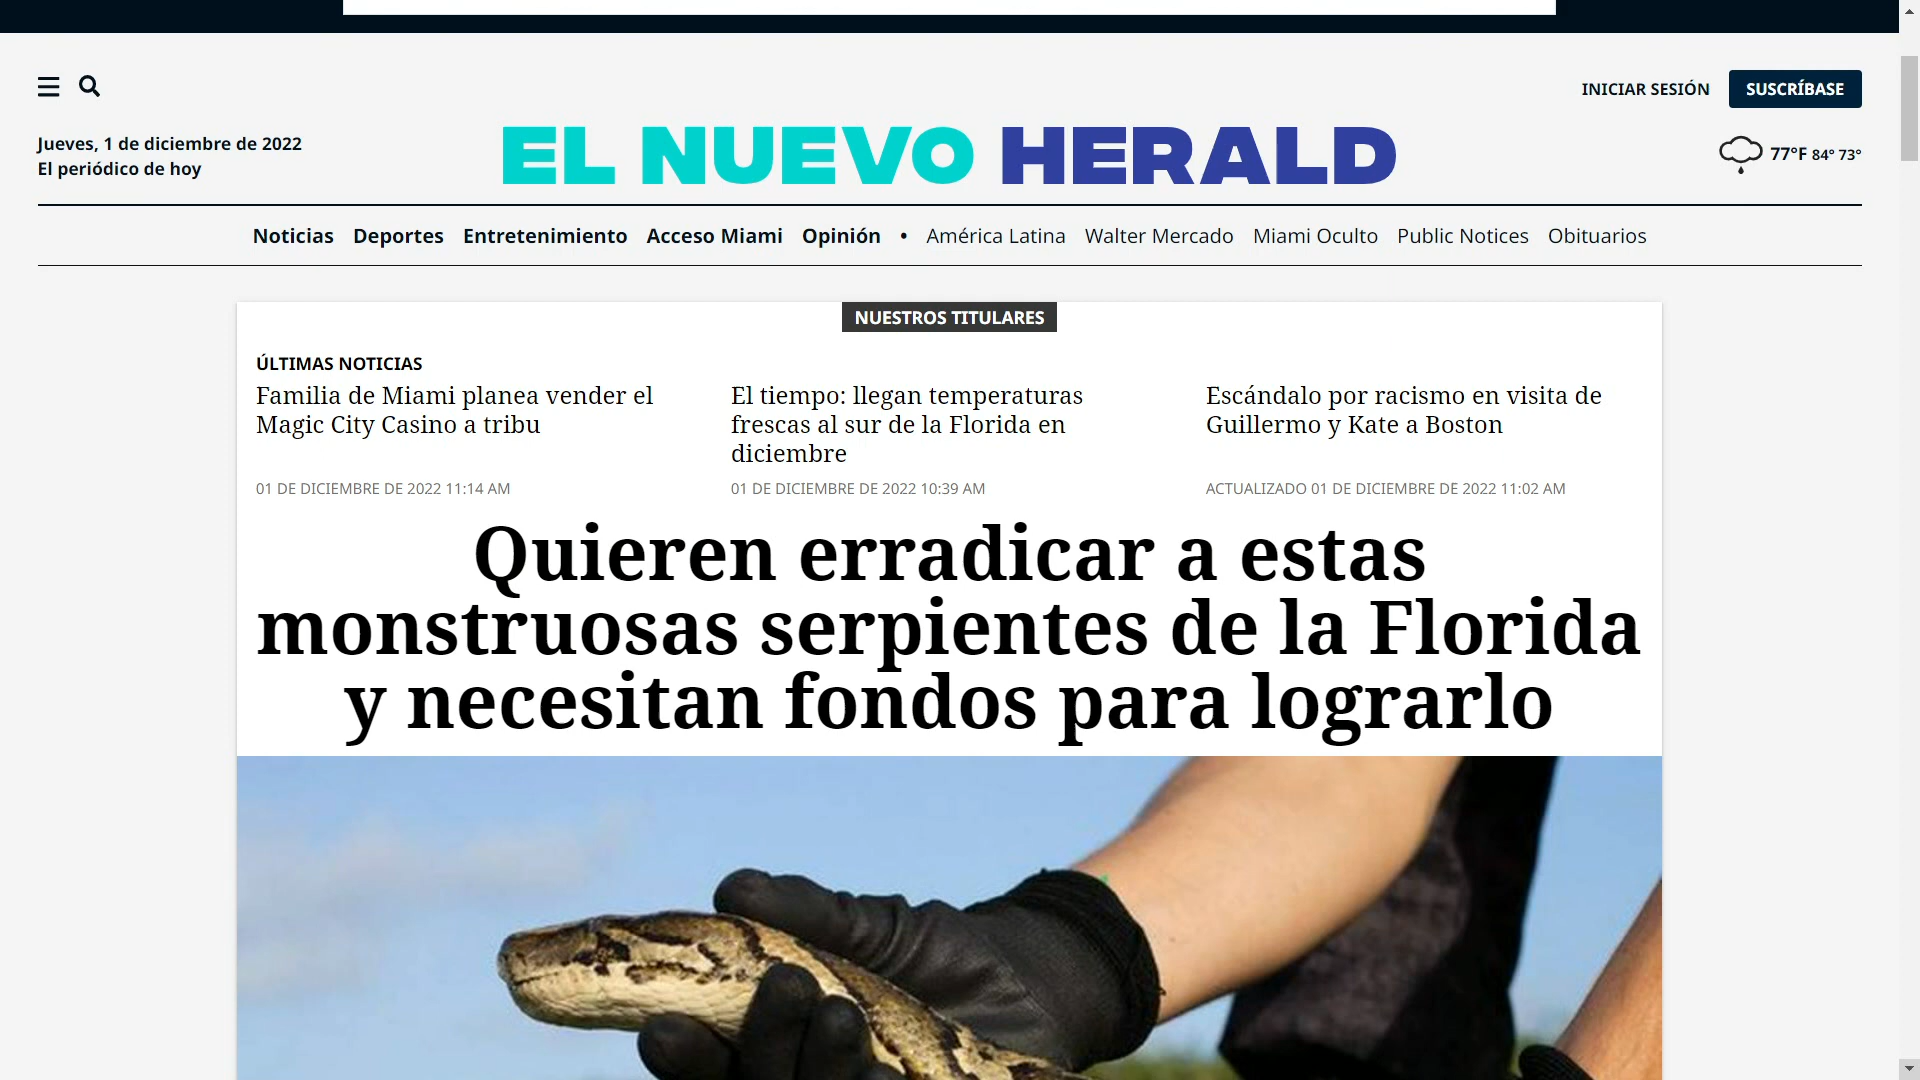 INICIAR SESIÓN
SUSCRÍBASE
Jueves, 1 de diciembre de 2022
El periódico de hoy
EL NUEVO HERALD
77°F 84° 73°
Noticias Deportes Entretenimiento Acceso Miami Opinión • América Latina Walter Mercado Miami Oculto Public Notices Obituarios
NUESTROS TITULARES
ÚLTIMAS NOTICIAS
Familia de Miami planea vender el
Magic City Casino a tribu
01 DE DICIEMBRE DE 2022 11:14 AM
El tiempo: llegan temperaturas
frescas al sur de la Florida en
diciembre
01 DE DICIEMBRE DE 2022 10:39 AM
Escándalo por racismo en visita de
Guillermo y Kate a Boston
ACTUALIZADO 01 DE DICIEMBRE DE 2022 11:02 AM
Quieren erradicar a estas
monstruosas serpientes de la Florida
y necesitan fondos para lograrlo